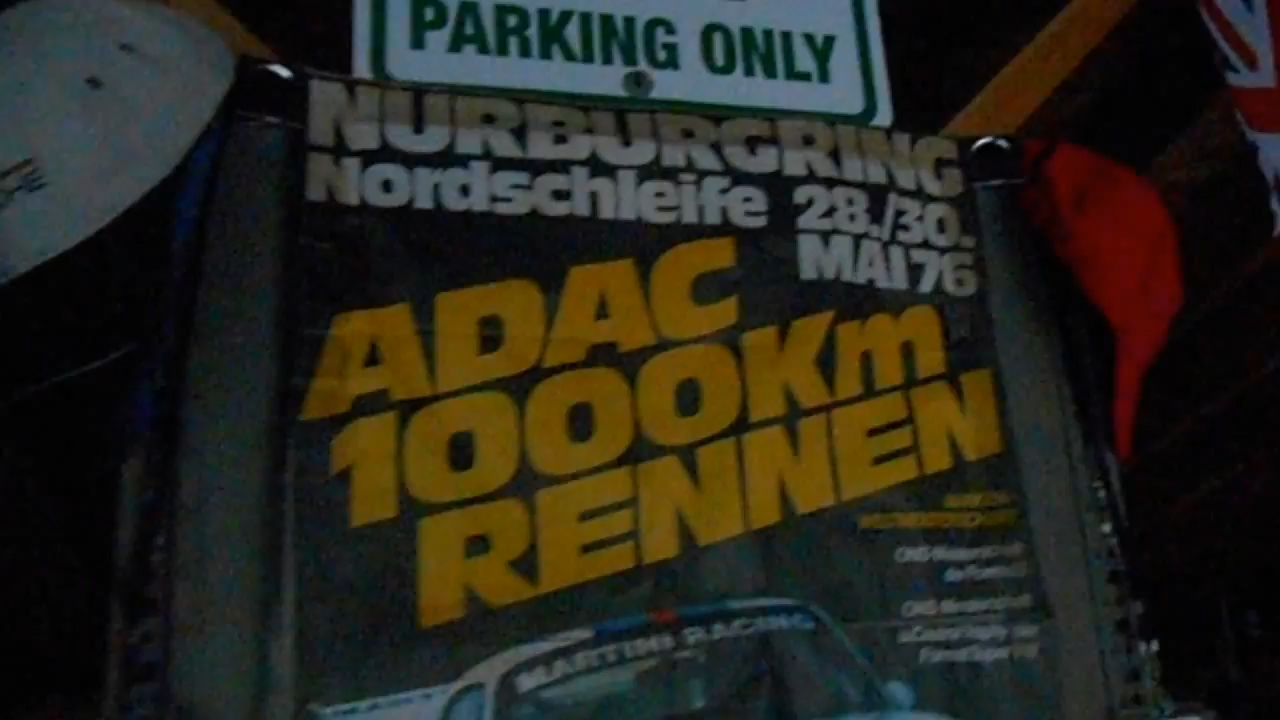 PARKING ONLY
NURBURGRING
Nordschleife 28./30.
MAI 76
ADAC
1000Km
RENNEN
MARTINI RACING